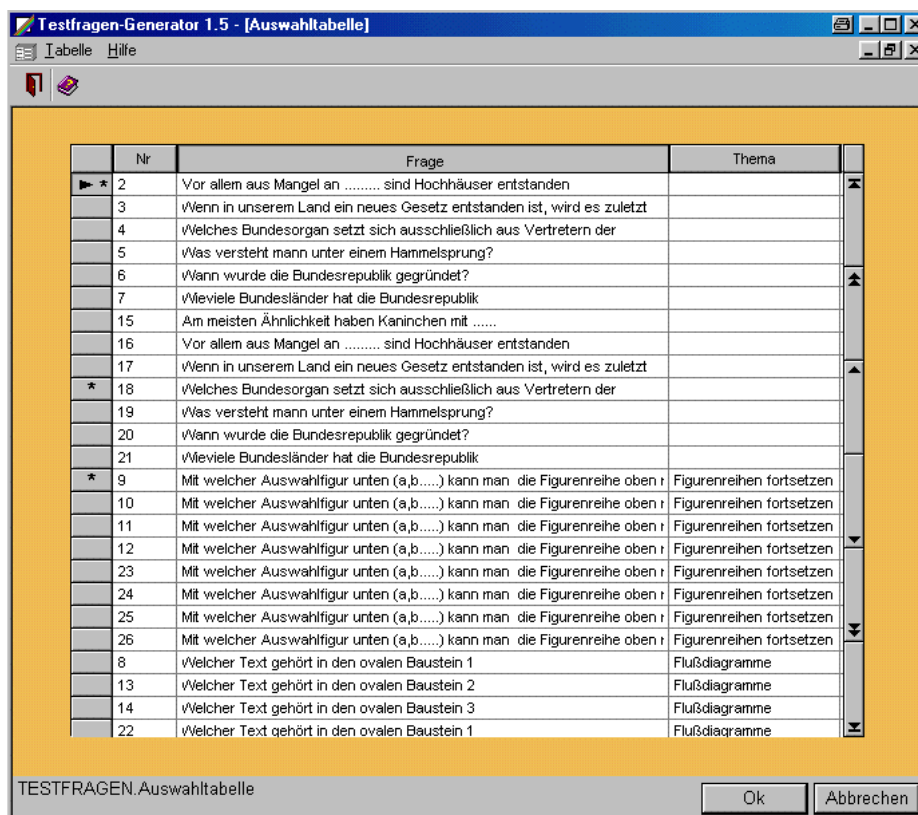 Testfragen-Generator 1.5 - [Auswahltabelle]
Tabelle Hilfe
Nr Frage Thema
* 2 Vor allem aus Mangel an ......... sind Hochhäuser entstanden
3 Wenn in unserem Land ein neues Gesetz entstanden ist, wird es zuletzt
4 Welches Bundesorgan setzt sich ausschließlich aus Vertretern der
5 Was versteht mann unter einem Hammelsprung?
6 Wann wurde die Bundesrepublik gegründet?
7 Wieviele Bundesländer hat die Bundesrepublik
15 Am meisten Ähnlichkeit haben Kaninchen mit ......
16 Vor allem aus Mangel an ......... sind Hochhäuser entstanden
17 Wenn in unserem Land ein neues Gesetz entstanden ist, wird es zuletzt
* 18 Welches Bundesorgan setzt sich ausschließlich aus Vertretern der
19 Was versteht mann unter einem Hammelsprung?
20 Wann wurde die Bundesrepublik gegründet?
21 Wieviele Bundesländer hat die Bundesrepublik
* 9 Mit welcher Auswahlfigur unten (a,b.....) kann man die Figurenreihe oben Figurenreihen fortsetzen
10 Mit welcher Auswahlfigur unten (a,b.....) kann man die Figurenreihe oben Figurenreihen fortsetzen
11 Mit welcher Auswahlfigur unten (a,b.....) kann man die Figurenreihe oben Figurenreihen fortsetzen
12 Mit welcher Auswahlfigur unten (a,b.....) kann man die Figurenreihe oben Figurenreihen fortsetzen
23 Mit welcher Auswahlfigur unten (a,b.....) kann man die Figurenreihe oben Figurenreihen fortsetzen
24 Mit welcher Auswahlfigur unten (a,b.....) kann man die Figurenreihe oben Figurenreihen fortsetzen
25 Mit welcher Auswahlfigur unten (a,b.....) kann man die Figurenreihe oben Figurenreihen fortsetzen
26 Mit welcher Auswahlfigur unten (a,b.....) kann man die Figurenreihe oben Figurenreihen fortsetzen
8 Welcher Text gehört in den ovalen Baustein 1 Flußdiagramme
13 Welcher Text gehört in den ovalen Baustein 2 Flußdiagramme
14 Welcher Text gehört in den ovalen Baustein 3 Flußdiagramme
22 Welcher Text gehört in den ovalen Baustein 1 Flußdiagramme
TESTFRAGEN.Auswahltabelle
Ok Abbrechen